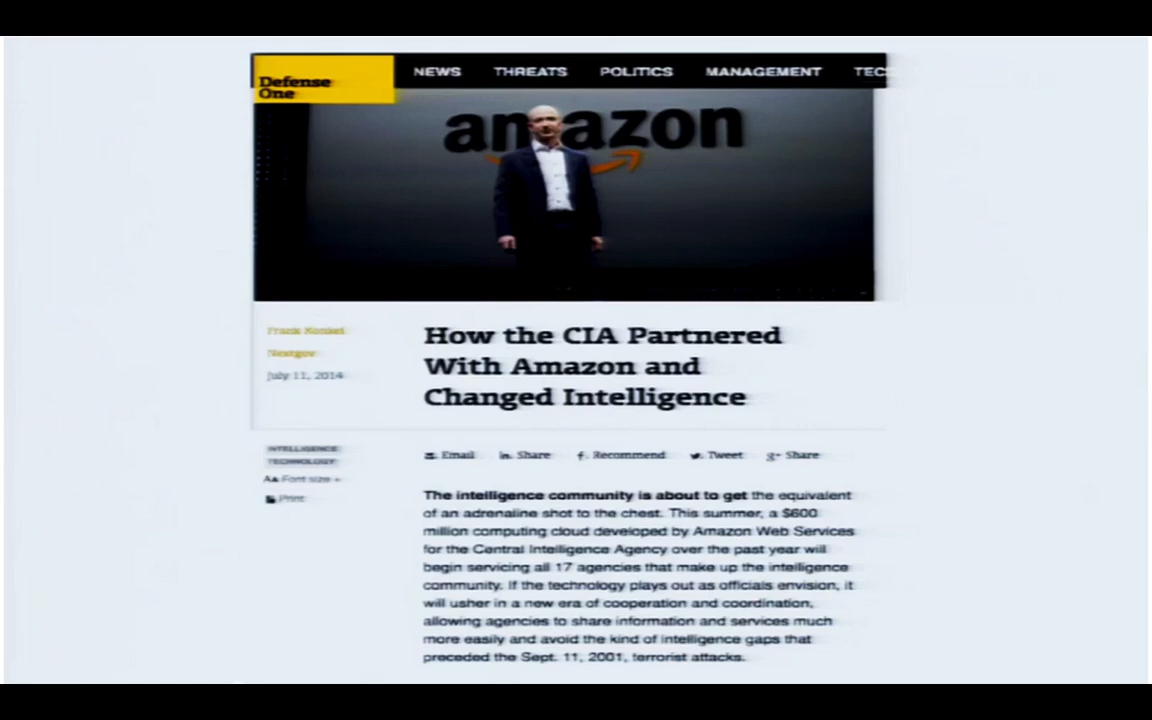 Defense
One
NEWS THREATS POLITICS MANAGEMENT TEC
amazon
Frank Konkel
Nextgov
July 11, 2014
How the CIA Partnered
With Amazon and
Changed Intelligence
INTELLIGENCE
TECHNOLOGY
AA Font size +
Print
Email in Share f Recommend Tweet g+ Share
The intelligence community is about to get the equivalent
of an adrenaline shot to the chest. This summer, a $600
million computing cloud developed by Amazon Web Services
for the Central Intelligence Agency over the past year will
begin servicing all 17 agencies that make up the intelligence
community. If the technology plays out as officials envision, it
will usher in a new era of cooperation and coordination,
allowing agencies to share information and services much
more easily and avoid the kind of intelligence gaps that
preceded the Sept. 11, 2001, terrorist attacks.